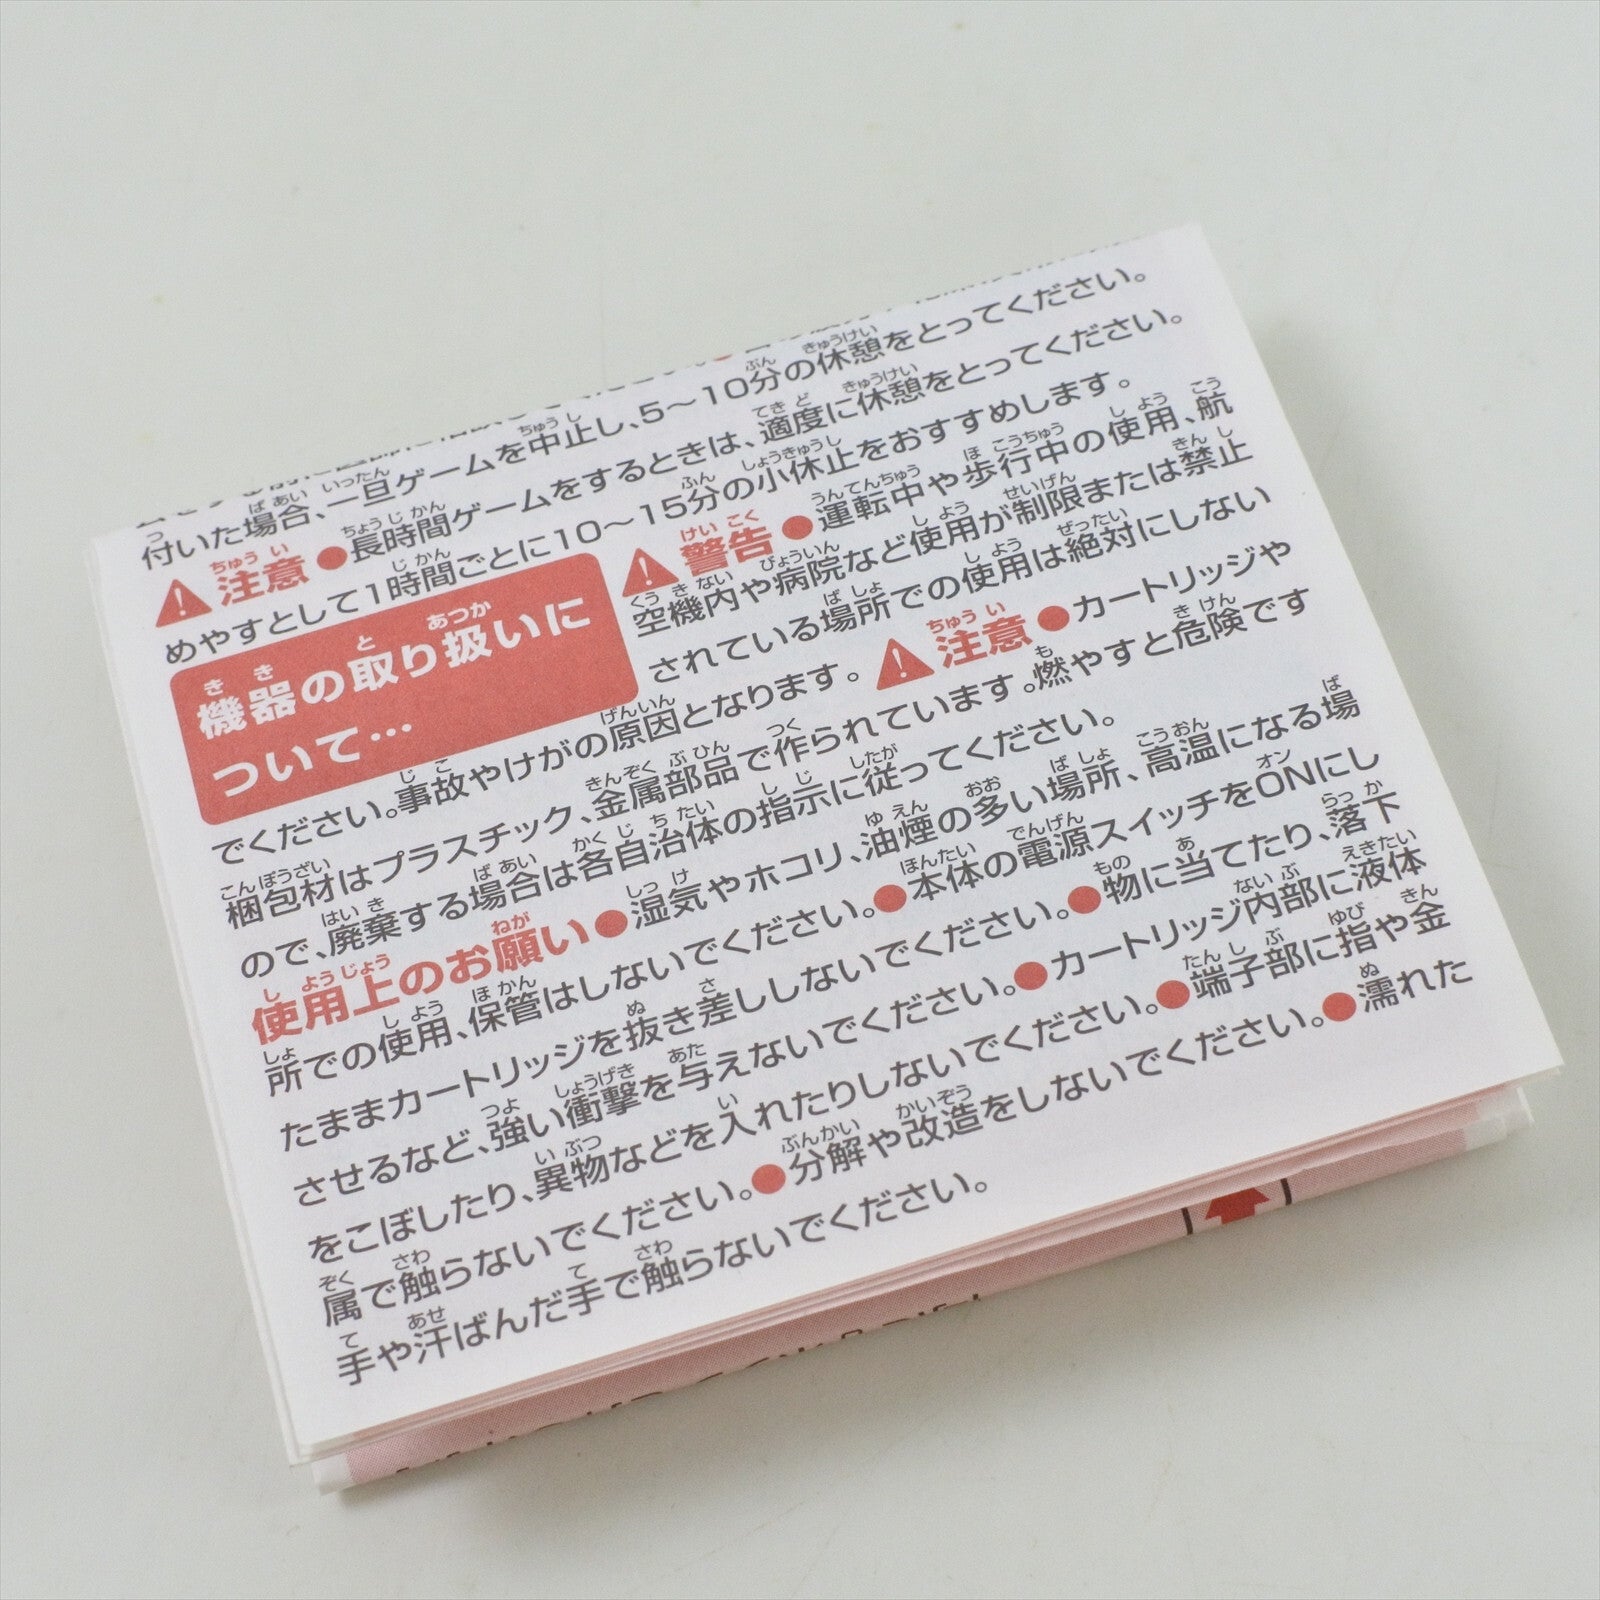 付いた場合、一旦ゲームを中止し、5〜10分の休憩をとってください。
⚠注意 ●長時間ゲームをするときは、適度に休憩をとってください。
めやすとして1時間ごとに10〜15分の小休止をおすすめします。
機器の取り扱いに
ついて…
⚠警告 ●運転中や歩行中の使用、航
空機内や病院など使用が制限または禁止
されている場所での使用は絶対にしない
でください。事故やけがの原因となります。 ⚠注意 ●カートリッジや
梱包材はプラスチック、金属部品で作られています。燃やすと危険です
ので、廃棄する場合は各自治体の指示に従ってください。
使用上のお願い ●湿気やホコリ、油煙の多い場所、高温になる場
所での使用、保管はしないでください。●本体の電源スイッチをONにし
たままカートリッジを抜き差ししないでください。●物に当てたり、落下
させるなど、強い衝撃を与えないでください。●カートリッジ内部に液体
をこぼしたり、異物などを入れたりしないでください。●端子部に指や金
属で触らないでください。●分解や改造をしないでください。●濡れた
手や汗ばんだ手で触らないでください。